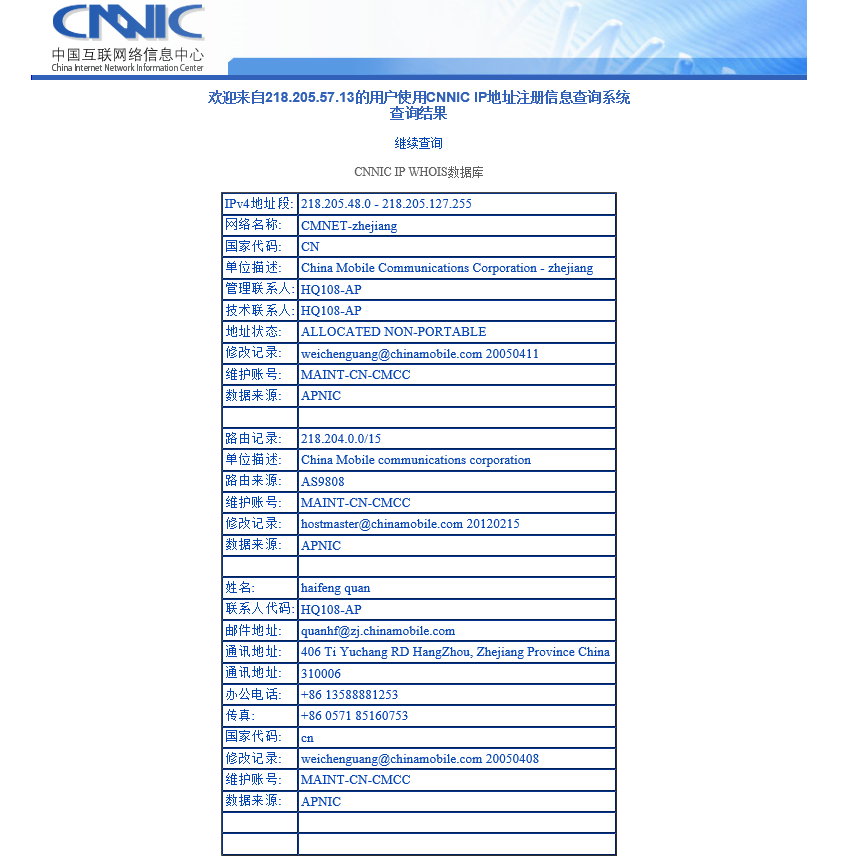 CNNIC
中国互联网络信息中心
China Internet Network Information Center
欢迎来自218.205.57.13的用户使用CNNIC IP地址注册信息查询系统
查询结果
继续查询
CNNIC IP WHOIS数据库
IPv4地址段: 218.205.48.0 - 218.205.127.255
网络名称: CMNET-zhejiang
国家代码: CN
单位描述: China Mobile Communications Corporation - zhejiang
管理联系人: HQ108-AP
技术联系人: HQ108-AP
地址状态: ALLOCATED NON-PORTABLE
修改记录: weichenguang@chinamobile.com 20050411
维护账号: MAINT-CN-CMCC
数据来源: APNIC
路由记录: 218.204.0.0/15
单位描述: China Mobile communications corporation
路由来源: AS9808
维护账号: MAINT-CN-CMCC
修改记录: hostmaster@chinamobile.com 20120215
数据来源: APNIC
姓名: haifeng quan
联系人代码: HQ108-AP
邮件地址: quanhf@zj.chinamobile.com
通讯地址: 406 Ti Yuchang RD HangZhou, Zhejiang Province China
通讯地址: 310006
办公电话: +86 13588881253
传真: +86 0571 85160753
国家代码: cn
修改记录: weichenguang@chinamobile.com 20050408
维护账号: MAINT-CN-CMCC
数据来源: APNIC